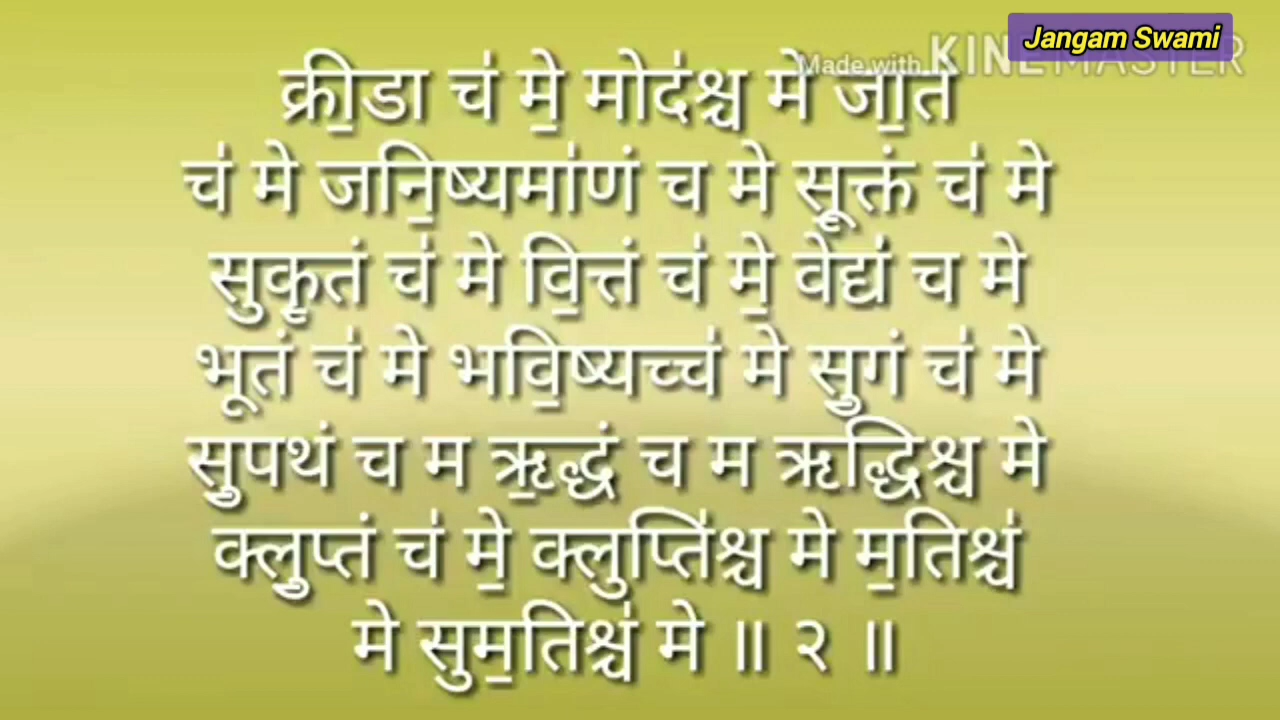 Jangam Swami
Made with KINEMASTER
क्री॒डा च॑ मे॒ मोद॑श्च मे जा॒तं
च॑ मे जनि॒ष्यमा॑णं च मे सू॒क्तं च॑ मे
सुकृ॒तं च॑ मे वि॒त्तं च॑ मे॒ वेद्यं॑ च मे
भूतं च॑ मे भवि॒ष्यच्च॑ मे सु॒गं च॑ मे
सु॒पथं च म ऋ॒द्धं च म ऋद्धिश्च मे
क्लु॒प्तं च॑ मे॒ क्लुप्ति॑श्च मे म॒तिश्च॑
मे सुम॒तिश्च॑ मे ॥ २ ॥